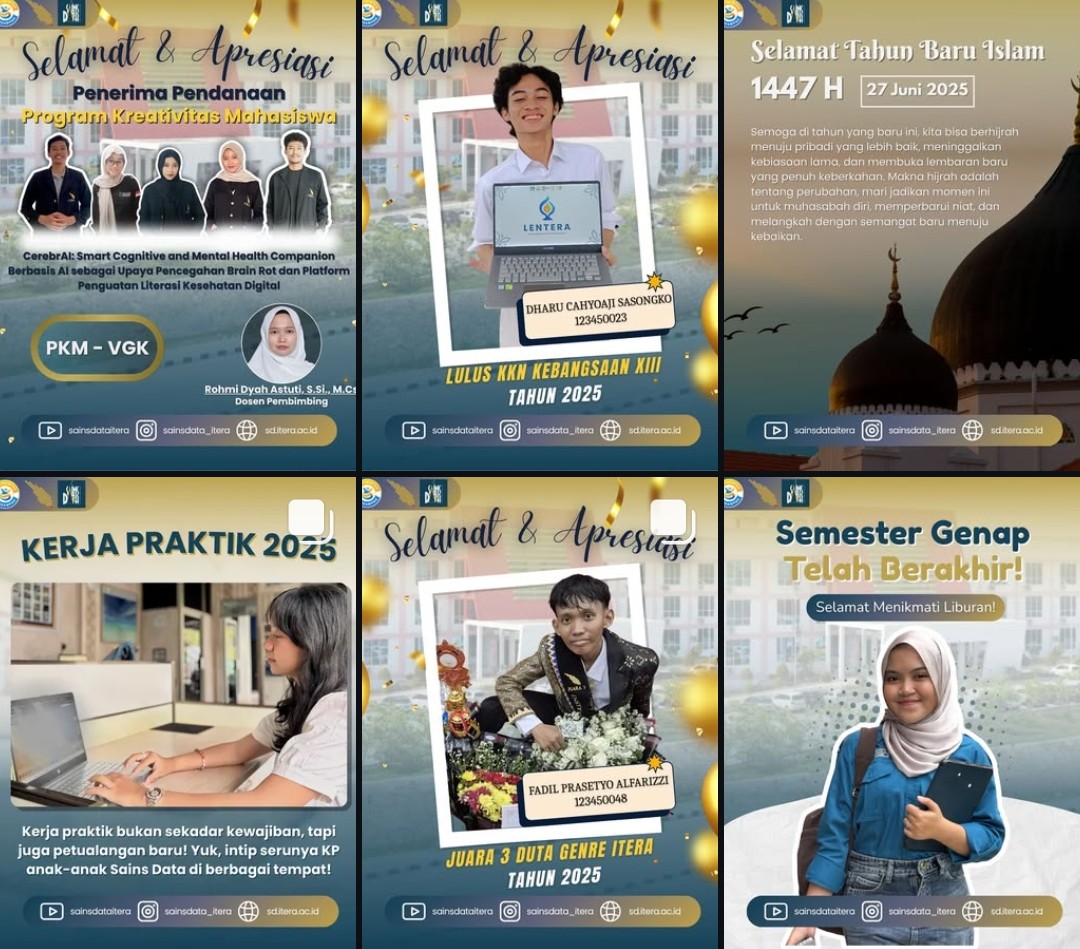 Selamat & Apresiasi
Penerima Pendanaan
Program Kreativitas Mahasiswa
CerebrAI: Smart Cognitive and Mental Health Companion
Berbasis AI sebagai Upaya Pencegahan Brain Rot dan Platform
Penguatan Literasi Kesehatan Digital
PKM - VGK
Rohmi Dyah Astuti, S.Si., M.Cs
Dosen Pembimbing
sainsdataitera sainsdata_itera sd.itera.ac.id
Selamat & Apresiasi
LENTERA
DHARU CAHYOAJI SASONGKO
123450023
LULUS KKN KEBANGSAAN XIII
TAHUN 2025
sainsdataitera sainsdata_itera sd.itera.ac.id
Selamat Tahun Baru Islam
1447 H 27 Juni 2025
Semoga di tahun yang baru ini, kita bisa berhijrah
menuju pribadi yang lebih baik, meninggalkan
kebiasaan lama, dan membuka lembaran baru
yang penuh keberkahan. Makna hijrah adalah
tentang perubahan, mari jadikan momen ini
untuk muhasabah diri, memperbarui niat, dan
melangkah dengan semangat baru menuju
kebaikan.
sainsdataitera sainsdata_itera sd.itera.ac.id
KERJA PRAKTIK 2025
Kerja praktik bukan sekadar kewajiban, tapi
juga petualangan baru! Yuk, intip serunya KP
anak-anak Sains Data di berbagai tempat!
sainsdataitera sainsdata_itera sd.itera.ac.id
Selamat & Apresiasi
JUARA 3
FADIL PRASETYO ALFARIZZI
123450048
JUARA 3 DUTA GENRE ITERA
TAHUN 2025
sainsdataitera sainsdata_itera sd.itera.ac.id
Semester Genap
Telah Berakhir!
Selamat Menikmati Liburan!
sainsdataitera sainsdata_itera sd.itera.ac.id